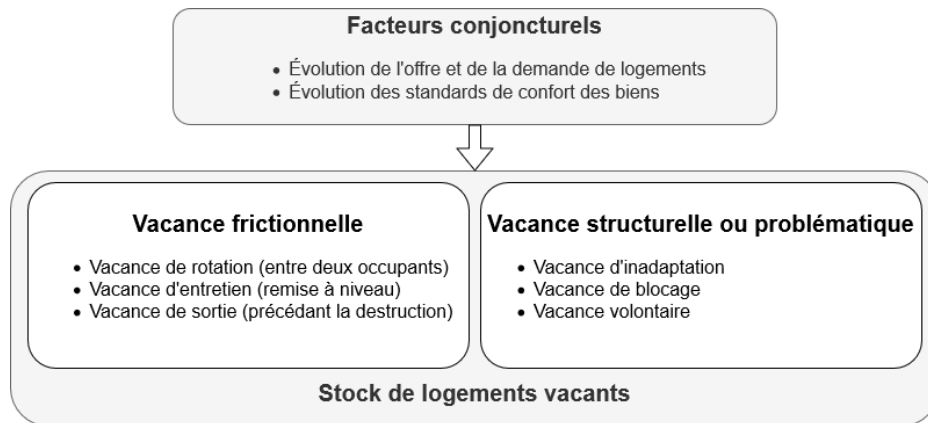 Facteurs conjoncturels
• Évolution de l'offre et de la demande de logements
• Évolution des standards de confort des biens
Vacance frictionnelle
• Vacance de rotation (entre deux occupants)
• Vacance d'entretien (remise à niveau)
• Vacance de sortie (précédant la destruction)
Vacance structurelle ou problématique
• Vacance d'inadaptation
• Vacance de blocage
• Vacance volontaire
Stock de logements vacants